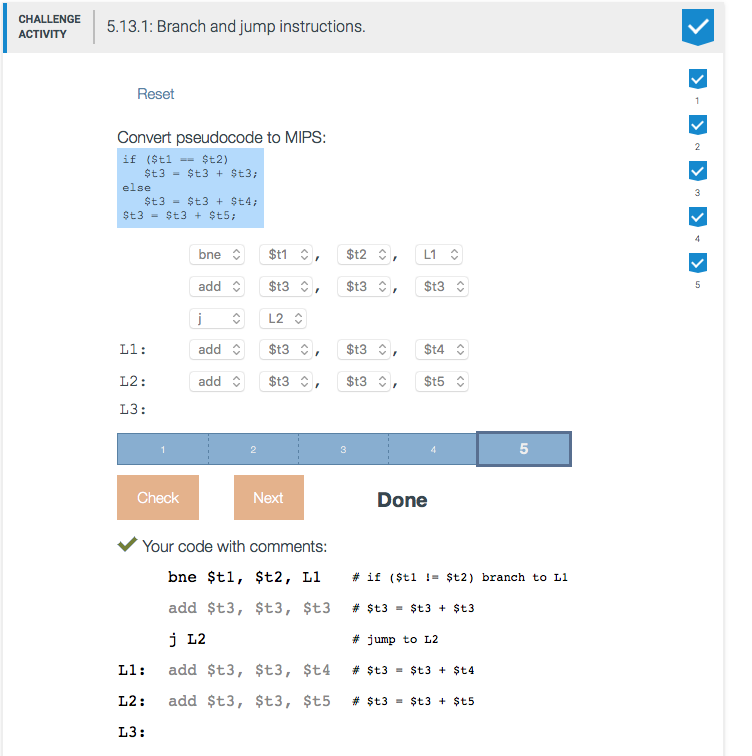 CHALLENGE
ACTIVITY
5.13.1: Branch and jump instructions.
Reset
1
2
3
4
5
Convert pseudocode to MIPS:
if ($t1 == $t2)
$t3 = $t3 + $t3;
else
$t3 = $t3 + $t4;
$t3 = $t3 + $t5;
bne $t1 , $t2 , L1
add $t3 , $t3 , $t3
j L2
L1: add $t3 , $t3 , $t4
L2: add $t3 , $t3 , $t5
L3:
1 2 3 4 5
Check Next Done
Your code with comments:
bne $t1, $t2, L1 # if ($t1 != $t2) branch to L1
add $t3, $t3, $t3 # $t3 = $t3 + $t3
j L2 # jump to L2
L1: add $t3, $t3, $t4 # $t3 = $t3 + $t4
L2: add $t3, $t3, $t5 # $t3 = $t3 + $t5
L3: